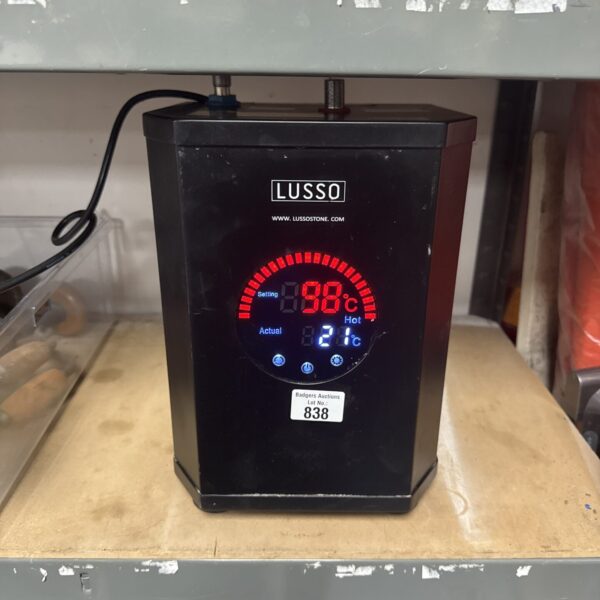 LUSSO
WWW. LUSSOSTONE. COM
Setting 98°C
Hot
Actual 21°C
Badgers Auctions
Lot No.:
838